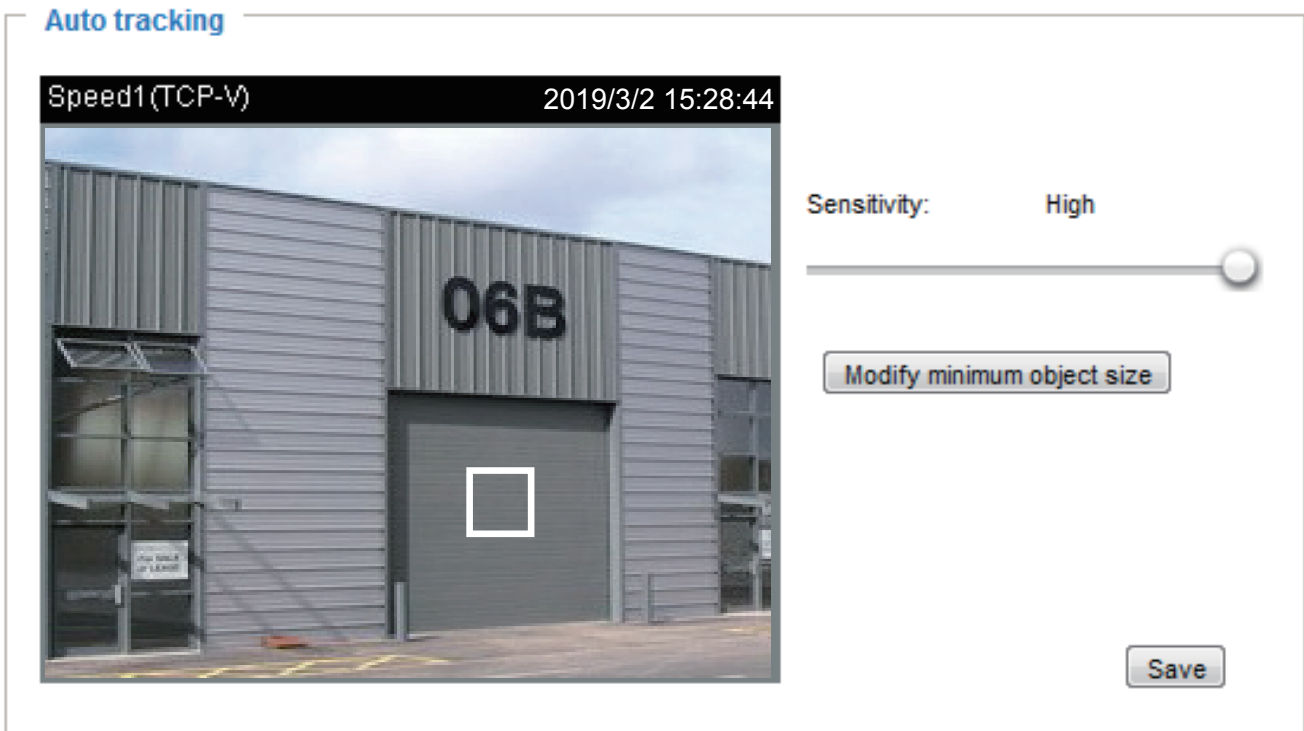 Auto tracking
Speed1(TCP-V) 2019/3/2 15:28:44
Sensitivity: High
06B
Modify minimum object size
Save